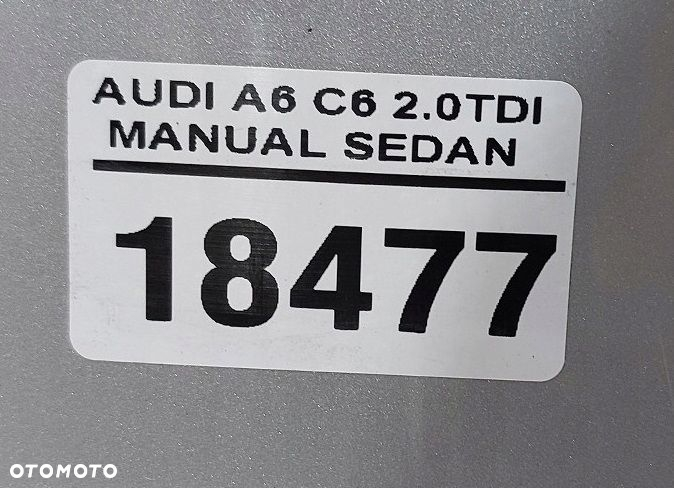 AUDI A6 C6 2.0TDI
MANUAL SEDAN
18477
OTOMOTO